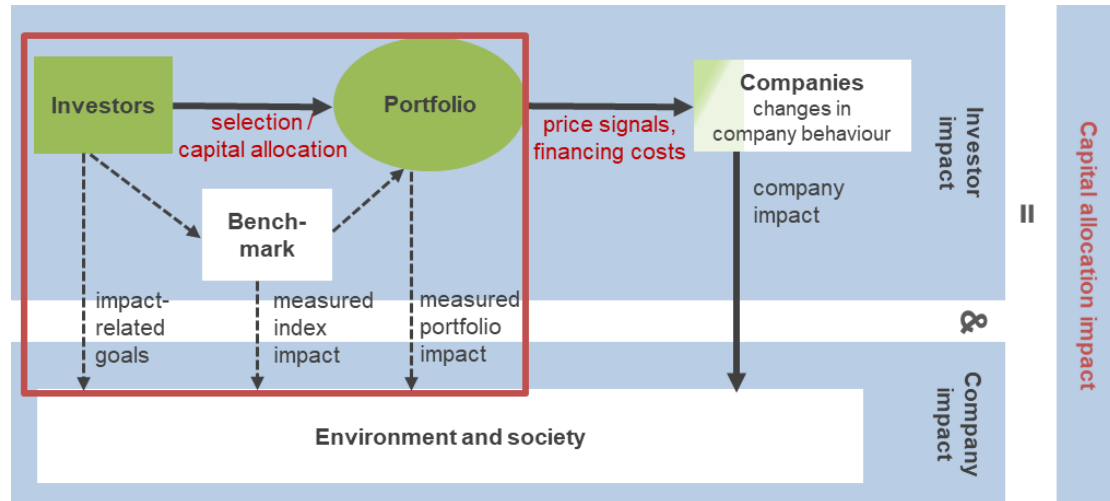 Investors
selection /
capital allocation
Portfolio
price signals,
financing costs
Companies
changes in
company behaviour
Bench-
mark
impact-
related
goals
measured
index
impact
measured
portfolio
impact
company
impact
Environment and society
Investor
impact
&
Company
impact
=
Capital allocation impact